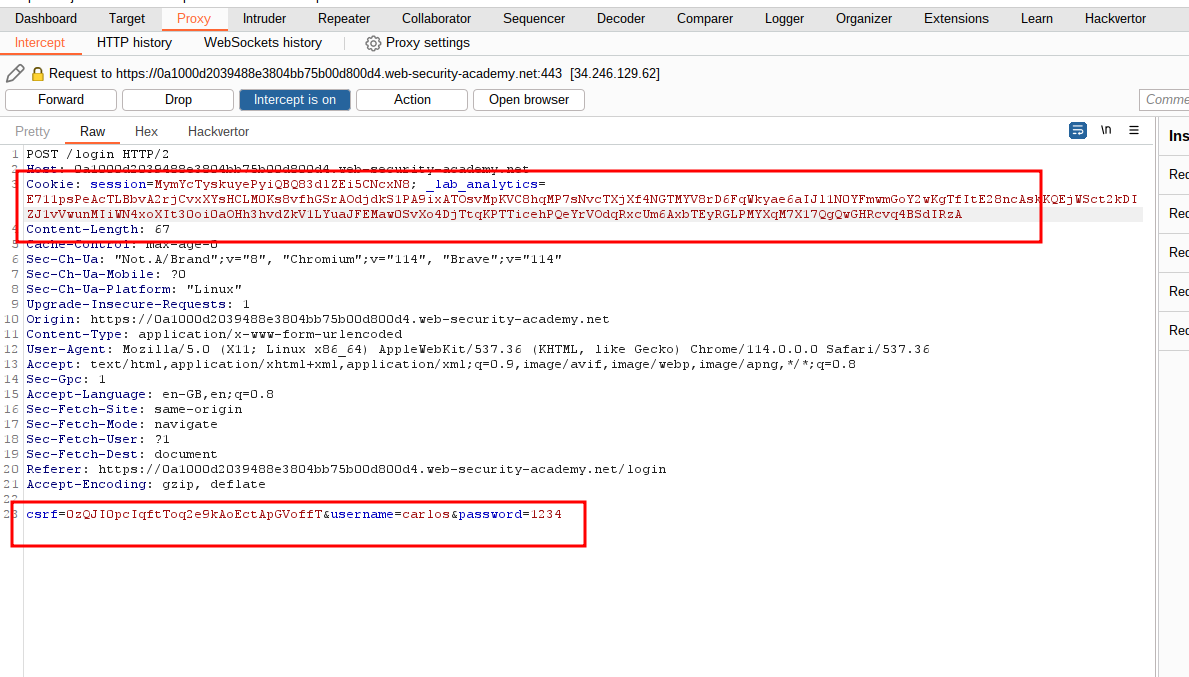 Dashboard Target Proxy Intruder Repeater Collaborator Sequencer Decoder Comparer Logger Organizer Extensions Learn Hackvertor
Intercept HTTP history WebSockets history Proxy settings
Request to https://0a1000d2039488e3804bb75b00d800d4.web-security-academy.net:443 [34.246.129.62]
Forward Drop Intercept is on Action Open browser Comme
Pretty Raw Hex Hackvertor \n
Ins
Rec
Rec
Rec
Rec
Rec
1 POST /login HTTP/2
2 Host: 0a1000d2039488e3804bb75b00d800d4.web-security-academy.net
3 Cookie: session=MymYcTyskuyePyiQBQ83dlZEi5CNcxN8; _lab_analytics=
4 Content-Length: 67
5 Cache-Control: max-age=0
6 Sec-Ch-Ua: "Not.A/Brand";v="8", "Chromium";v="114", "Brave";v="114"
7 Sec-Ch-Ua-Mobile: ?0
8 Sec-Ch-Ua-Platform: "Linux"
9 Upgrade-Insecure-Requests: 1
10 Origin: https://0a1000d2039488e3804bb75b00d800d4.web-security-academy.net
11 Content-Type: application/x-www-form-urlencoded
12 User-Agent: Mozilla/5.0 (X11; Linux x86_64) AppleWebKit/537.36 (KHTML, like Gecko) Chrome/114.0.0.0 Safari/537.36
13 Accept: text/html,application/xhtml+xml,application/xml;q=0.9,image/avif,image/webp,image/apng,*/*;q=0.8
14 Sec-Gpc: 1
15 Accept-Language: en-GB,en;q=0.8
16 Sec-Fetch-Site: same-origin
17 Sec-Fetch-Mode: navigate
18 Sec-Fetch-User: ?1
19 Sec-Fetch-Dest: document
20 Referer: https://0a1000d2039488e3804bb75b00d800d4.web-security-academy.net/login
21 Accept-Encoding: gzip, deflate
22
23 csrf=0zQJI0pcIqftToq2e9kAoEctApGVoffT&username=carlos&password=1234